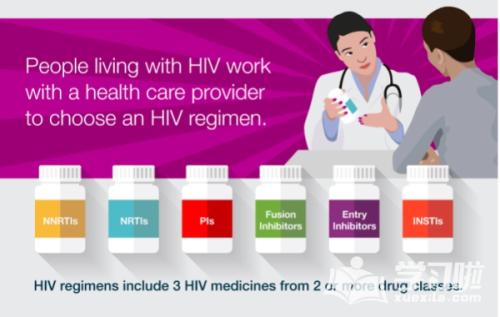 People living with HIV work
with a health care provider
to choose an HIV regimen.
NNRTIs
NRTIs
PIs
Fusion
Inhibitors
Entry
Inhibitors
INSTIs
HIV regimens include 3 HIV medicines from 2 or more drug classes.
学习啦
xuexila.com